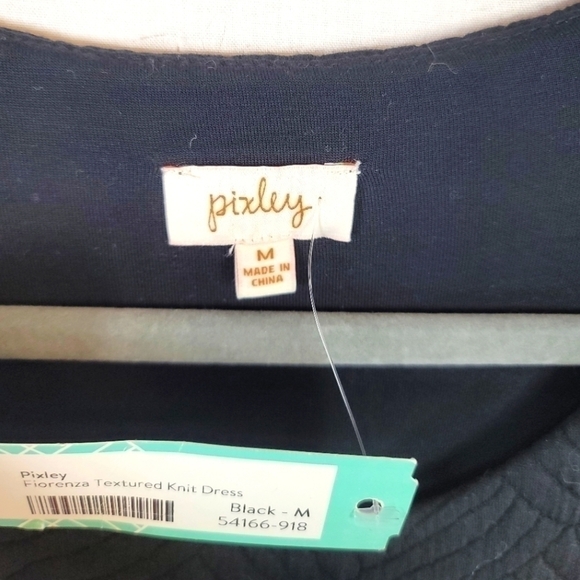 pixley
M
MADE IN
CHINA
Pixley
Fiorenza Textured Knit Dress
Black - M
54166-918